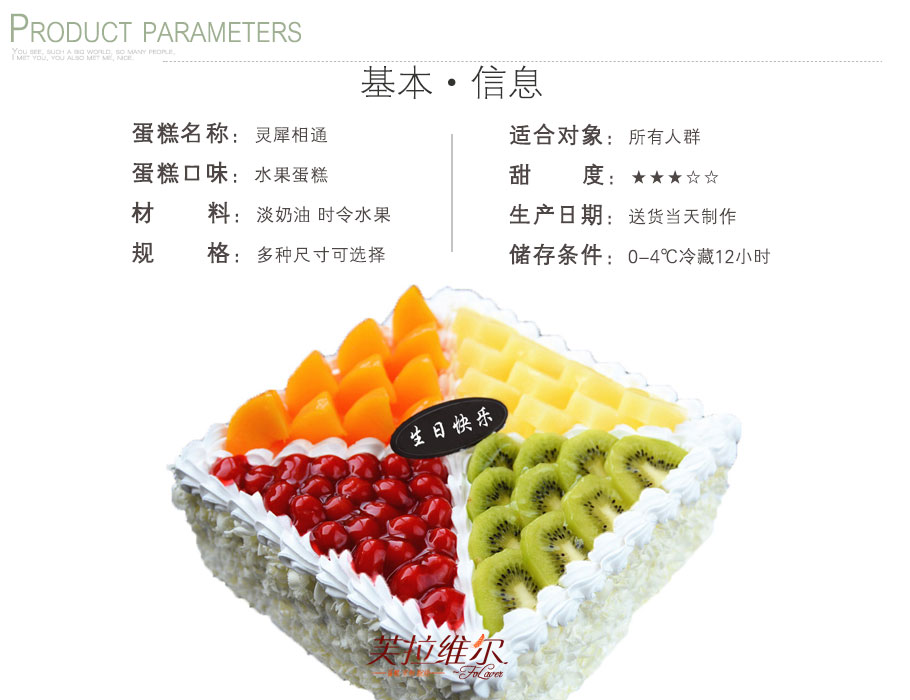 PRODUCT PARAMETERS
YOU SEE, SUCH A BIG WORLD, SO MANY PEOPLE,
I MET YOU, YOU ALSO MET ME, NICE.
基本·信息
蛋糕名称：灵犀相通
蛋糕口味：水果蛋糕
材 料：淡奶油 时令水果
规 格：多种尺寸可选择
适合对象：所有人群
甜 度：★★★☆☆
生产日期：送货当天制作
储存条件：0-4℃冷藏12小时
生日快乐
芙拉维尔
FoLaver